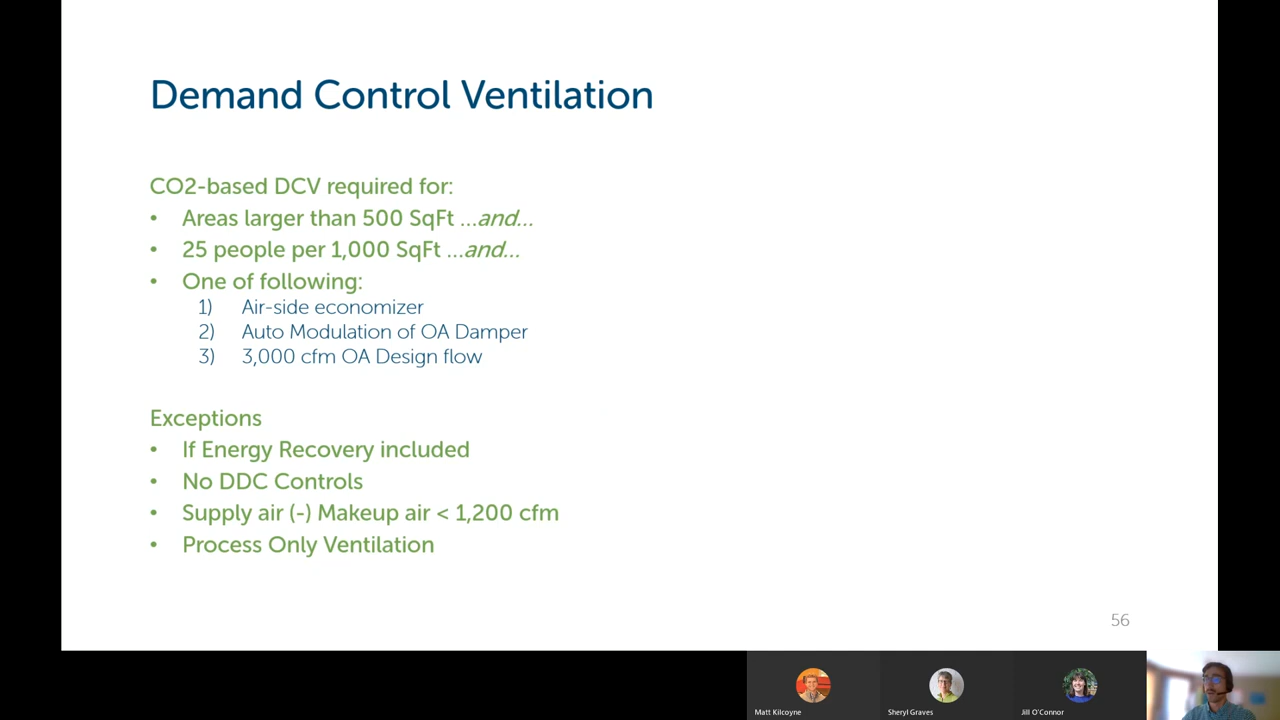 Demand Control Ventilation
CO2-based DCV required for:
• Areas larger than 500 SqFt ...and...
• 25 people per 1,000 SqFt ...and...
• One of following:
1) Air-side economizer
2) Auto Modulation of OA Damper
3) 3,000 cfm OA Design flow
Exceptions
• If Energy Recovery included
• No DDC Controls
• Supply air (-) Makeup air < 1,200 cfm
• Process Only Ventilation
56
Matt Kilcoyne
Sheryl Graves
Jill O'Connor